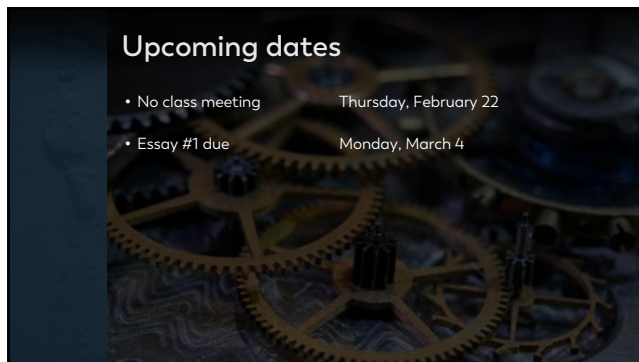 Upcoming dates
• No class meeting Thursday, February 22
• Essay #1 due Monday, March 4